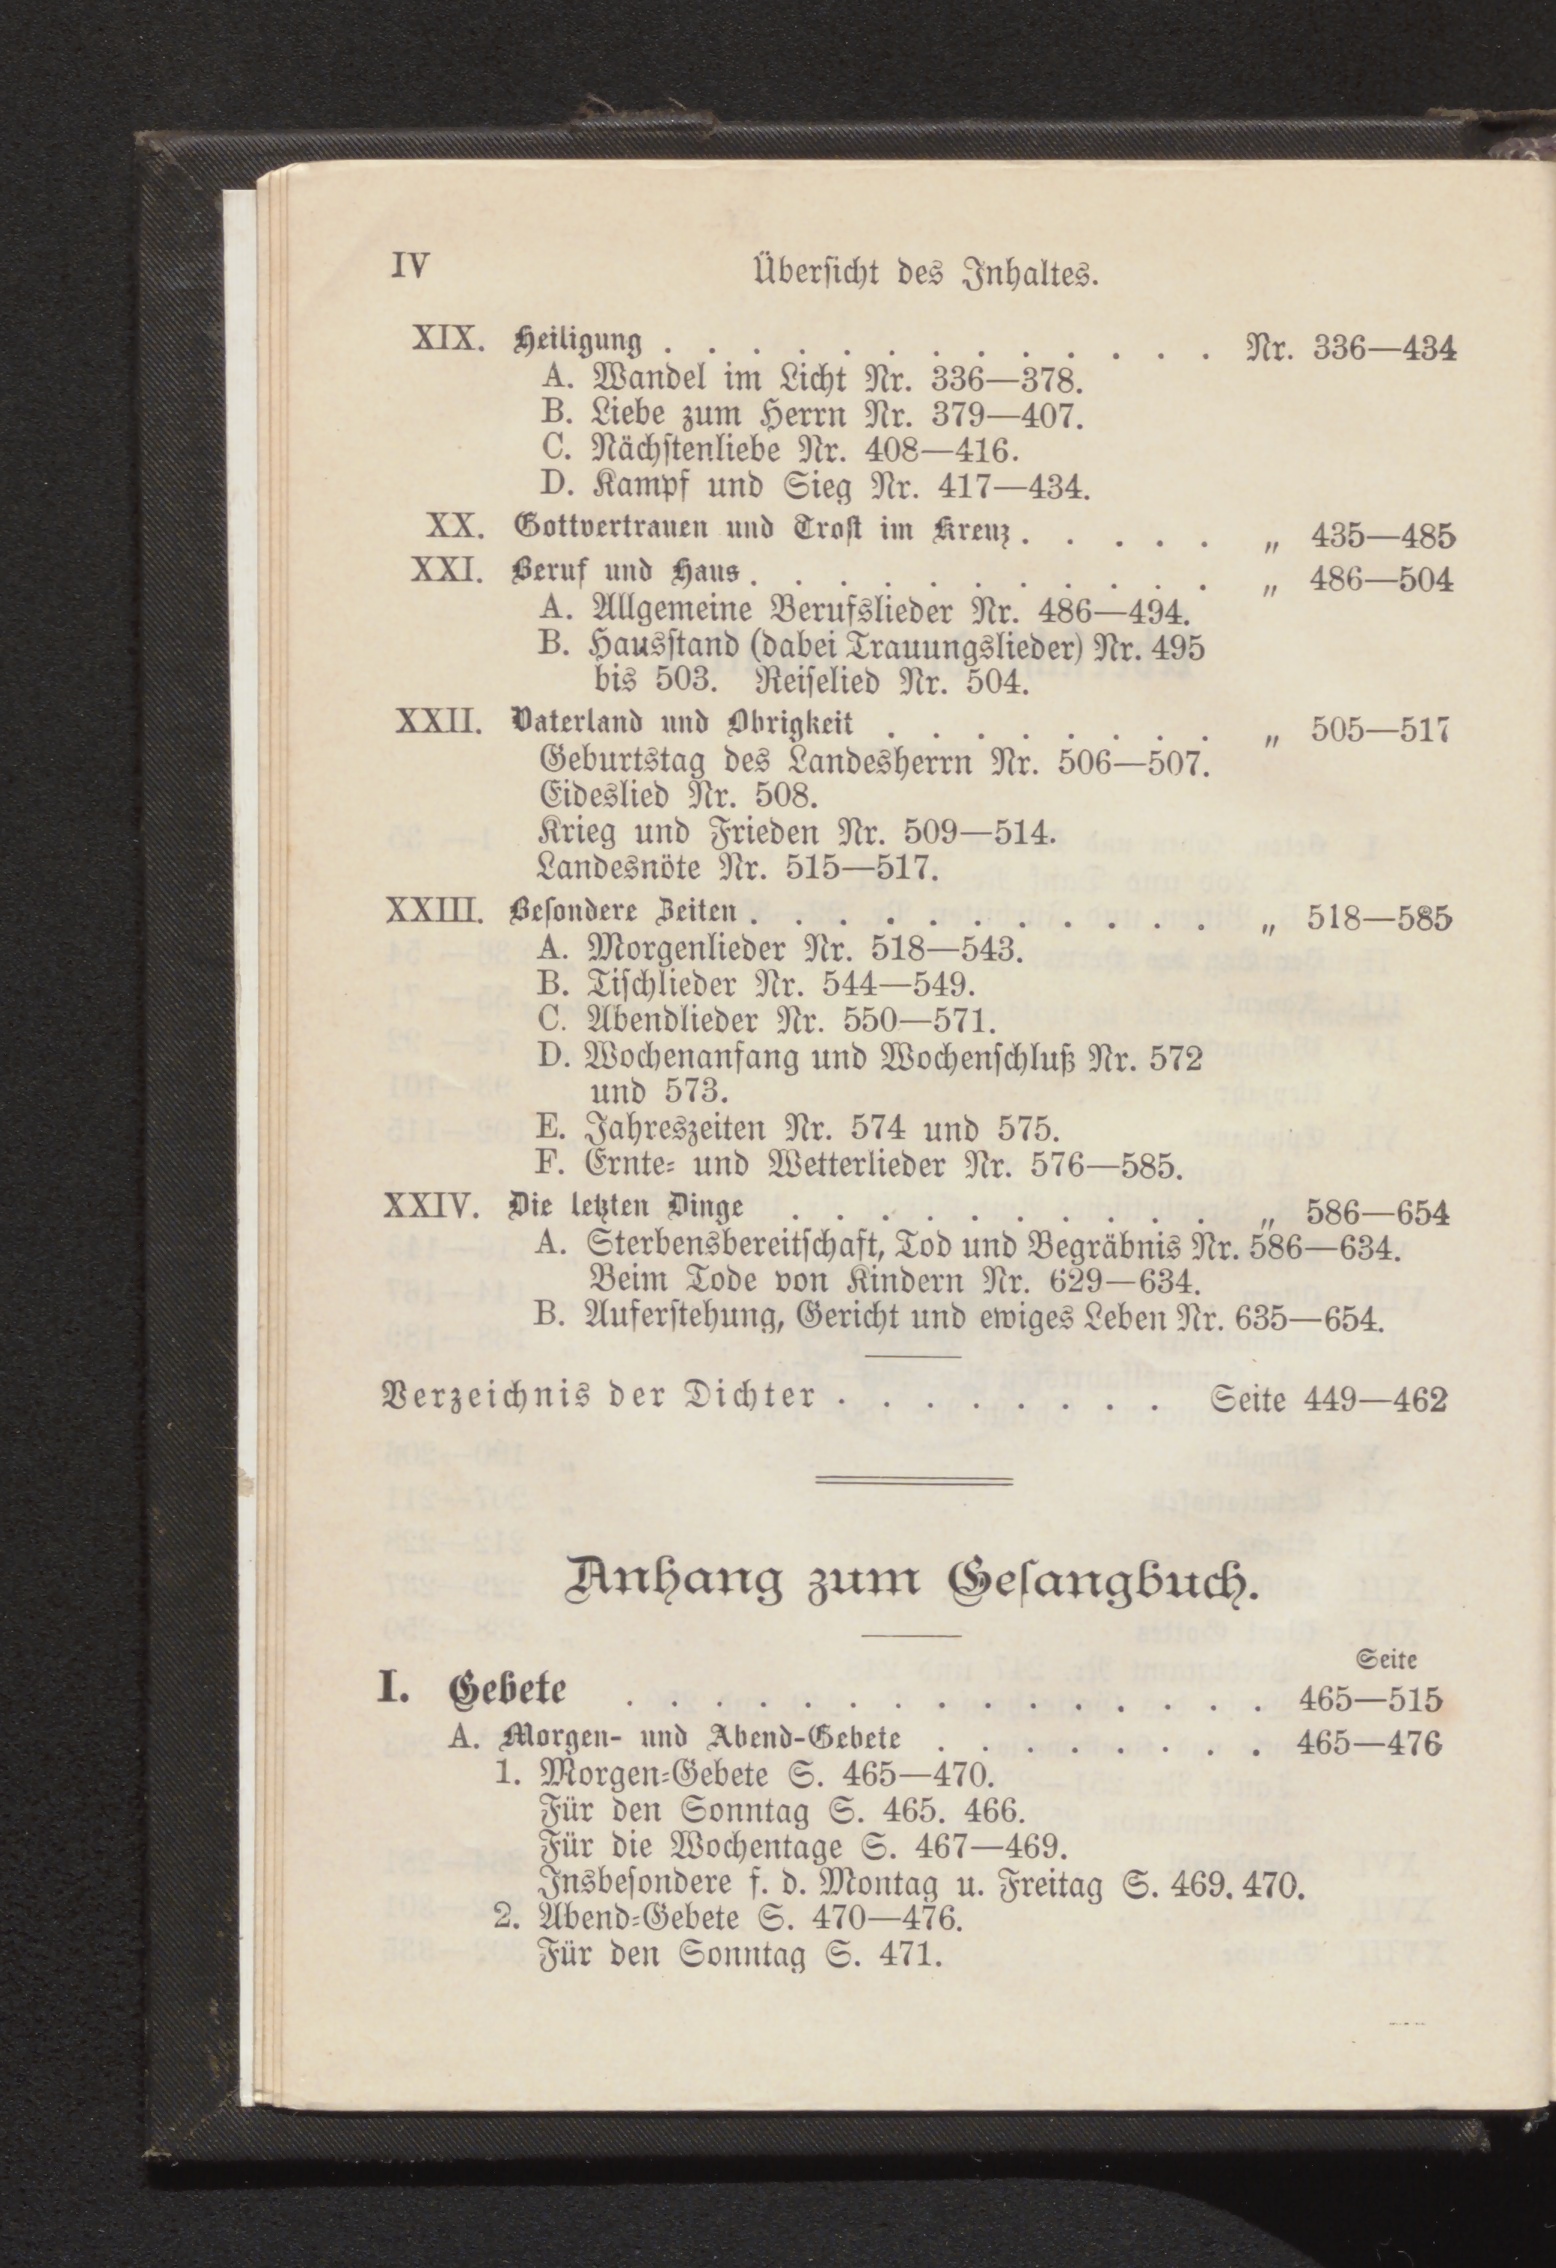 IV Übersicht des Inhaltes.
XIX. Heiligung . . . . . . . . . . . . . Nr. 336—434
A. Wandel im Licht Nr. 336—378.
B. Liebe zum Herrn Nr. 379—407.
C. Nächstenliebe Nr. 408—416.
D. Kampf und Sieg Nr. 417—434.
XX. Gottvertrauen und Trost im Kreuz . . . . . „ 435—485
XXI. Beruf und Haus . . . . . . . . . . . „ 486—504
A. Allgemeine Berufslieder Nr. 486—494.
B. Hausstand (dabei Trauungslieder) Nr. 495
bis 503. Reiselied Nr. 504.
XXII. Vaterland und Obrigkeit . . . . . . . . „ 505—517
Geburtstag des Landesherrn Nr. 506—507.
Eideslied Nr. 508.
Krieg und Frieden Nr. 509—514.
Landesnöte Nr. 515—517.
XXIII. Besondere Zeiten . . . . . . . . . . . „ 518—585
A. Morgenlieder Nr. 518—543.
B. Tischlieder Nr. 544—549.
C. Abendlieder Nr. 550—571.
D. Wochenanfang und Wochenschluß Nr. 572
und 573.
E. Jahreszeiten Nr. 574 und 575.
F. Ernte- und Wetterlieder Nr. 576—585.
XXIV. Die letzten Dinge . . . . . . . . . . „ 586—654
A. Sterbensbereitschaft, Tod und Begräbnis Nr. 586—634.
Beim Tode von Kindern Nr. 629—634.
B. Auferstehung, Gericht und ewiges Leben Nr. 635—654.
Verzeichnis der Dichter . . . . . . . . Seite 449—462
Anhang zum Gesangbuch.
Seite
I. Gebete . . . . . . . . . . . . . . . 465—515
A. Morgen- und Abend-Gebete . . . . . . . . 465—476
1. Morgen-Gebete S. 465—470.
Für den Sonntag S. 465. 466.
Für die Wochentage S. 467—469.
Insbesondere f. d. Montag u. Freitag S. 469. 470.
2. Abend-Gebete S. 470—476.
Für den Sonntag S. 471.